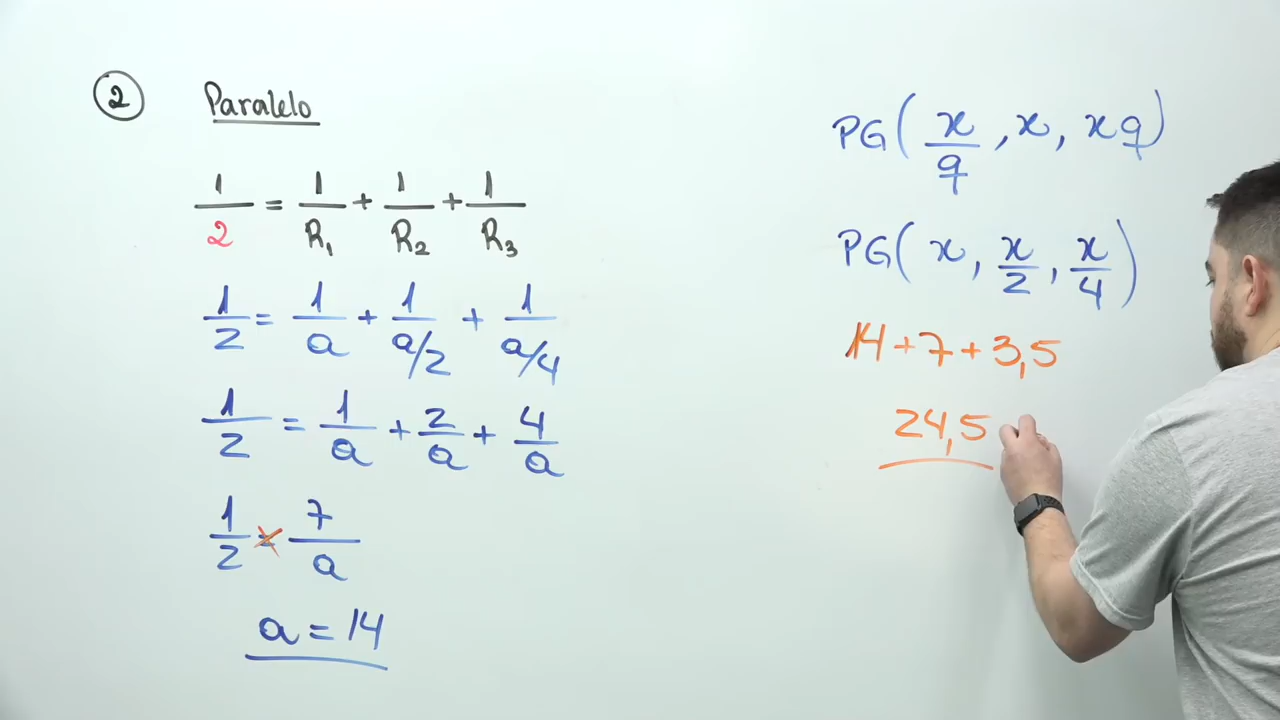 ② Paralelo
1/2 = 1/R₁ + 1/R₂ + 1/R₃
1/2 = 1/a + 1/(a/2) + 1/(a/4)
1/2 = 1/a + 2/a + 4/a
1/2 = 7/a
a = 14
PG(x/q, x, xq)
PG(x, x/2, x/4)
14 + 7 + 3,5
24,5